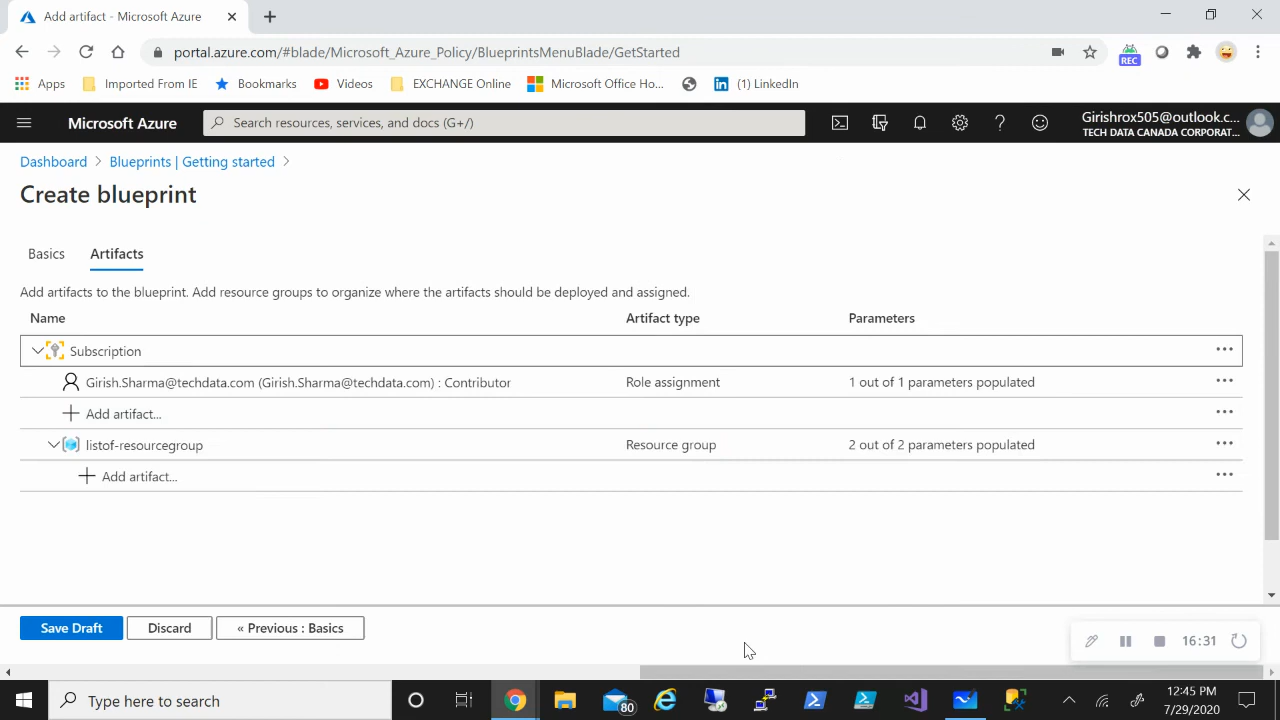 Add artifact - Microsoft Azure
portal.azure.com/#blade/Microsoft_Azure_Policy/BlueprintsMenuBlade/GetStarted
REC
Apps
Imported From IE
Bookmarks
Videos
EXCHANGE Online
Microsoft Office Ho...
(1) LinkedIn
Microsoft Azure
Search resources, services, and docs (G+/)
Girishrox505@outlook.c...
TECH DATA CANADA CORPORAT...
Dashboard > Blueprints | Getting started >
Create blueprint
Basics
Artifacts
Add artifacts to the blueprint. Add resource groups to organize where the artifacts should be deployed and assigned.
Name Artifact type Parameters
Subscription
Girish.Sharma@techdata.com (Girish.Sharma@techdata.com) : Contributor Role assignment 1 out of 1 parameters populated
Add artifact...
listof-resourcegroup Resource group 2 out of 2 parameters populated
Add artifact...
Save Draft
Discard
« Previous : Basics
16:31
Type here to search
80
12:45 PM
7/29/2020